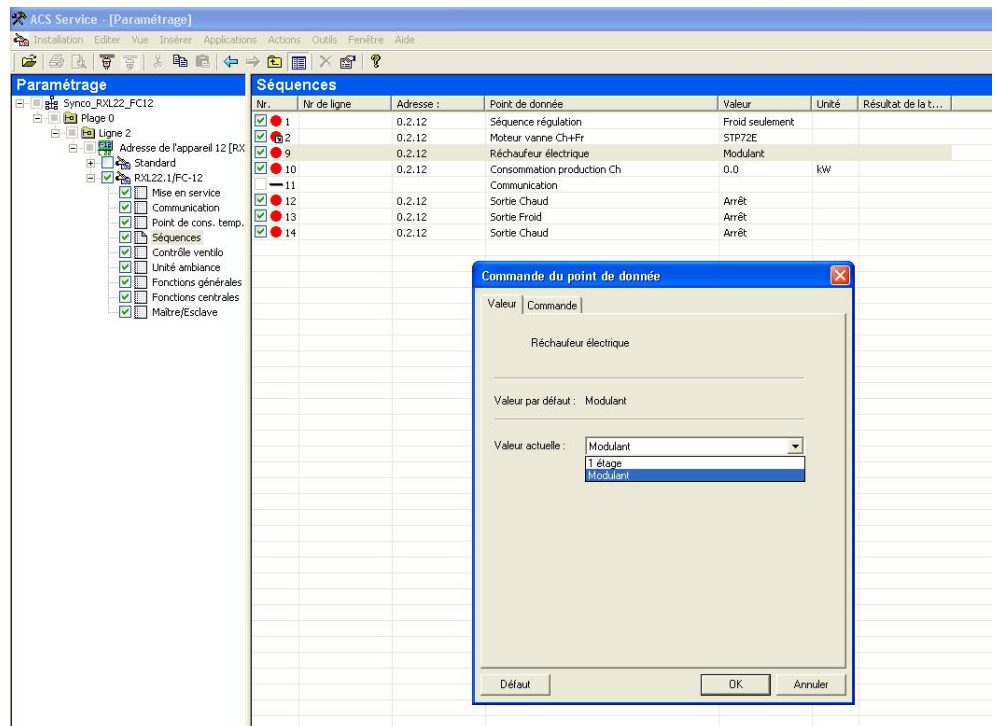 ACS Service - [Paramétrage]
Installation Editer Vue Insérer Applications Actions Outils Fenêtre Aide
Paramétrage
Synco_RXL22_FC12
Plage 0
Ligne 2
Adresse de l'appareil 12 [RX
Standard
RXL22.1/FC-12
Mise en service
Communication
Point de cons. temp.
Séquences
Contrôle ventilo
Unité ambiance
Fonctions générales
Fonctions centrales
Maître/Esclave
Séquences
Nr. Nr de ligne Adresse : Point de donnée Valeur Unité Résultat de la t...
1 0.2.12 Séquence régulation Froid seulement
2 0.2.12 Moteur vanne Ch+Fr STP72E
9 0.2.12 Réchaufeur électrique Modulant
10 0.2.12 Consommation production Ch 0.0 kW
11 Communication
12 0.2.12 Sortie Chaud Arrêt
13 0.2.12 Sortie Froid Arrêt
14 0.2.12 Sortie Chaud Arrêt
Commande du point de donnée
Valeur Commande
Réchaufeur électrique
Valeur par défaut : Modulant
Valeur actuelle : Modulant
1 étage
Modulant
Défaut OK Annuler